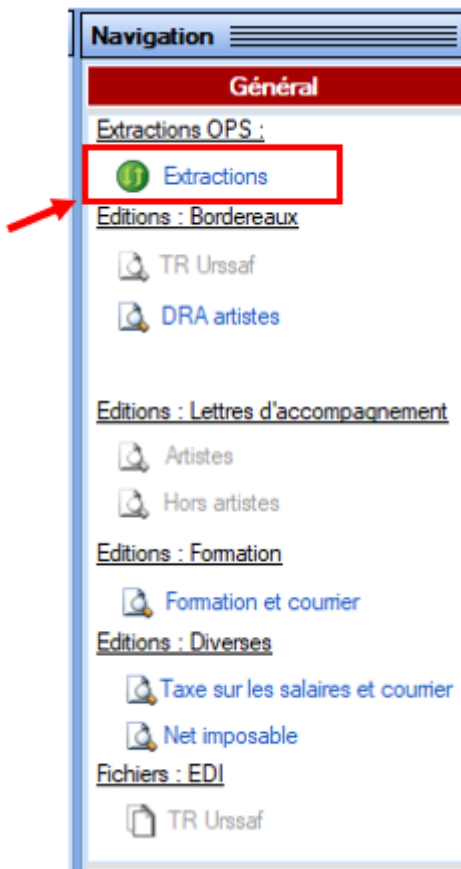 Navigation
Général
Extractions OPS :
Extractions
Editions : Bordereaux
TR Urssaf
DRA artistes
Editions : Lettres d'accompagnement
Artistes
Hors artistes
Editions : Formation
Formation et courrier
Editions : Diverses
Taxe sur les salaires et courrier
Net imposable
Fichiers : EDI
TR Urssaf